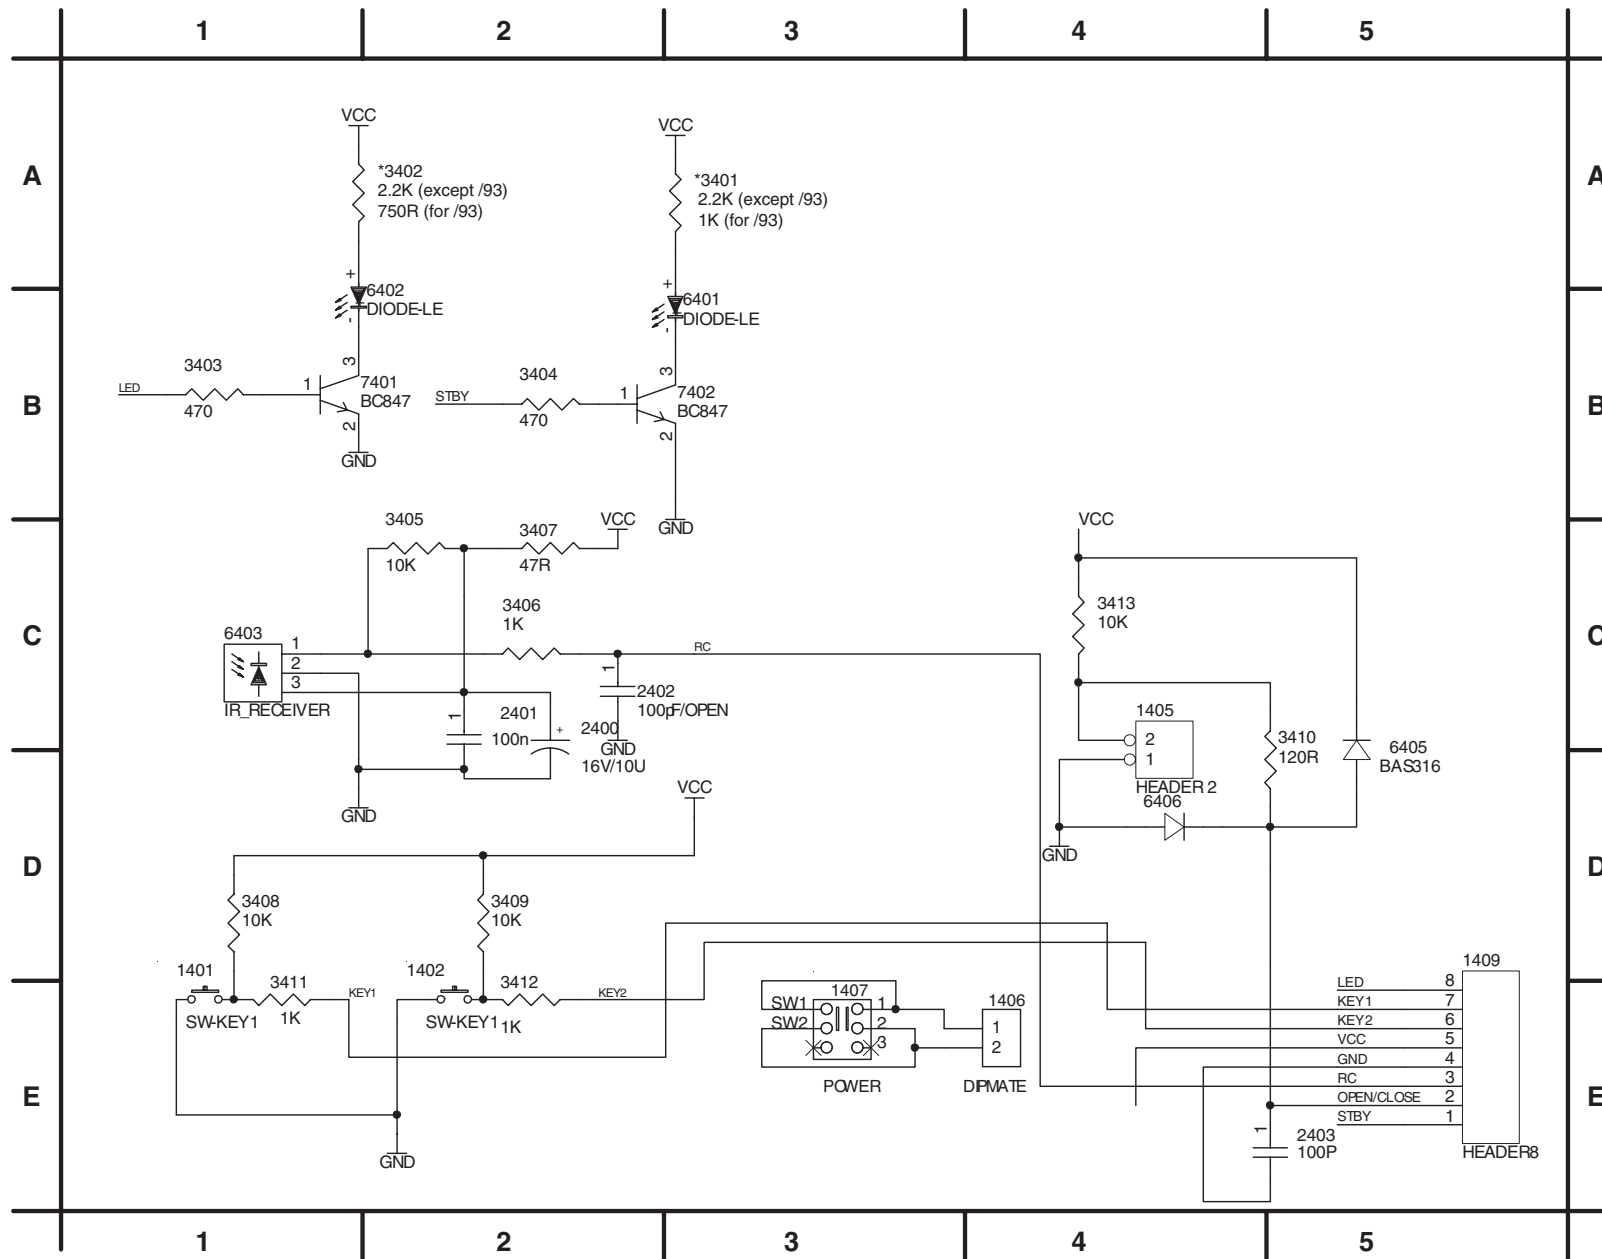 1 2 3 4 5
A A
VCC
*3402
2.2K (except /93)
750R (for /93)
+
6402
DIODE-LE
-
VCC
*3401
2.2K (except /93)
1K (for /93)
+
6401
DIODE-LE
-
B B
LED
3403
470
1
3
7401
BC847
2
GND
STBY
3404
470
1
3
7402
BC847
2
GND
C C
3405
10K
3407
47R
VCC
3406
1K
6403
1
2
3
IR_RECEIVER
RC
1
2402
100pF/OPEN
GND
1
2401
100n
+
2400
16V/10U
GND
VCC
3413
10K
1405
2
1
HEADER 2
6406
GND
3410
120R
6405
BAS316
D D
VCC
3408
10K
3409
10K
1401
SW-KEY1
3411
1K
KEY1
1402
SW-KEY1
3412
1K
KEY2
GND
E E
SW1
SW2
1407
1
2
3
POWER
1406
1
2
DIPMATE
1409
LED 8
KEY1 7
KEY2 6
VCC 5
GND 4
RC 3
OPEN/CLOSE 2
STBY 1
HEADER8
1
2403
100P
1 2 3 4 5